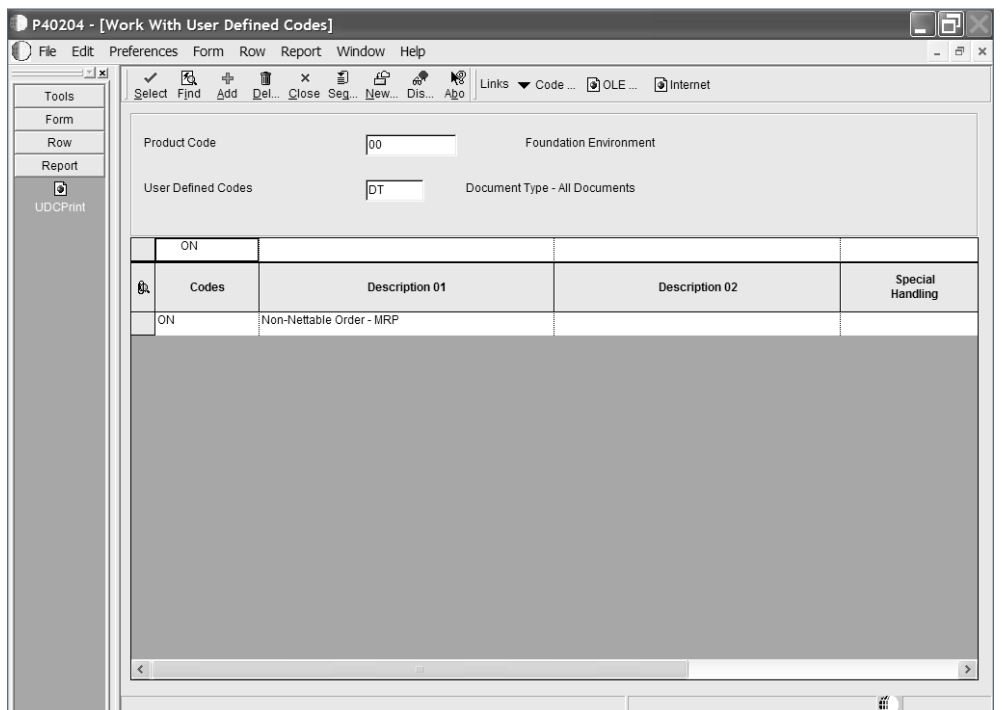 P40204 - [Work With User Defined Codes]
File Edit Preferences Form Row Report Window Help
Select Find Add Del... Close Seq... New... Dis... Abo Links Code ... OLE ... Internet
Tools
Form
Row
Report
UDCPrint
Product Code 00 Foundation Environment
User Defined Codes DT Document Type - All Documents
ON
Codes Description 01 Description 02 Special Handling
ON Non-Nettable Order - MRP